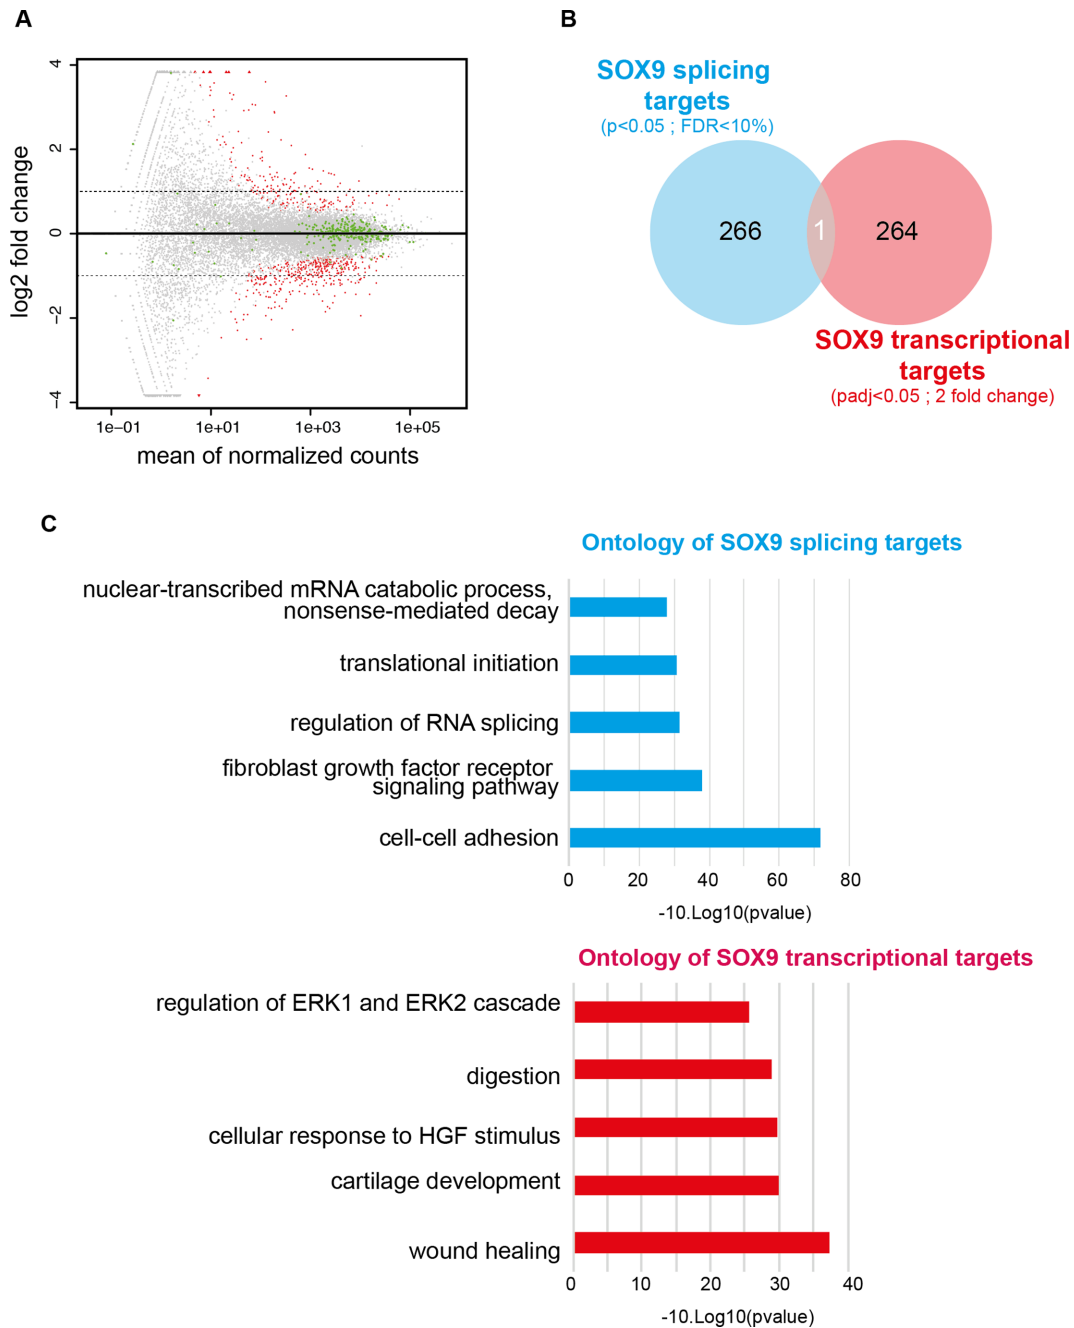 A
4
2
0
−2
−4
log2 fold change
1e−01
1e+01
1e+03
1e+05
mean of normalized counts
B
SOX9 splicing
targets
(p<0.05 ; FDR<10%)
266
1
264
SOX9 transcriptional
targets
(padj<0.05 ; 2 fold change)
C
Ontology of SOX9 splicing targets
nuclear-transcribed mRNA catabolic process,
nonsense-mediated decay
translational initiation
regulation of RNA splicing
fibroblast growth factor receptor
signaling pathway
cell-cell adhesion
0 20 40 60 80
-10.Log10(pvalue)
Ontology of SOX9 transcriptional targets
regulation of ERK1 and ERK2 cascade
digestion
cellular response to HGF stimulus
cartilage development
wound healing
0 10 20 30 40
-10.Log10(pvalue)